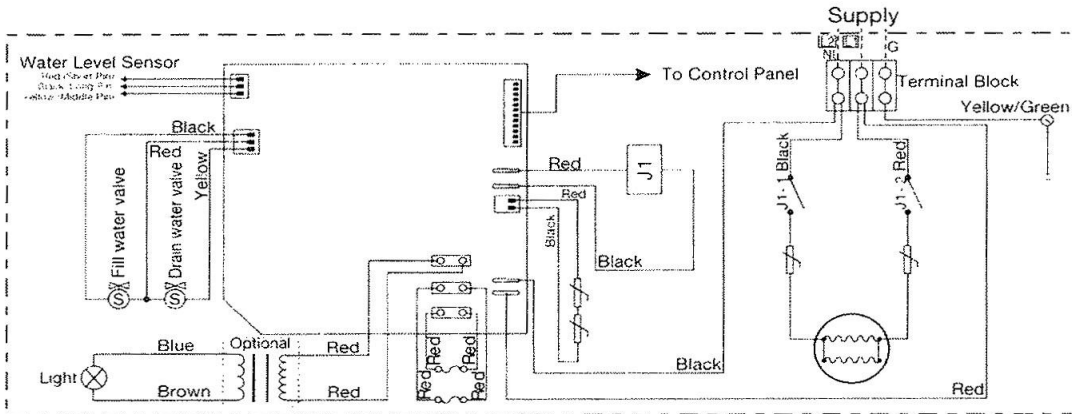 Supply
L2
L1
N
G
Water Level Sensor
To Control Panel
Terminal Block
Yellow/Green
Black
Red
Yellow
Fill water valve
Drain water valve
Red
J1
Red
Black
Black
J1-1
Black
J1-2
Red
Blue
Optional
Red
Light
Brown
Red
Red
Red
Red
Red
Black
Red